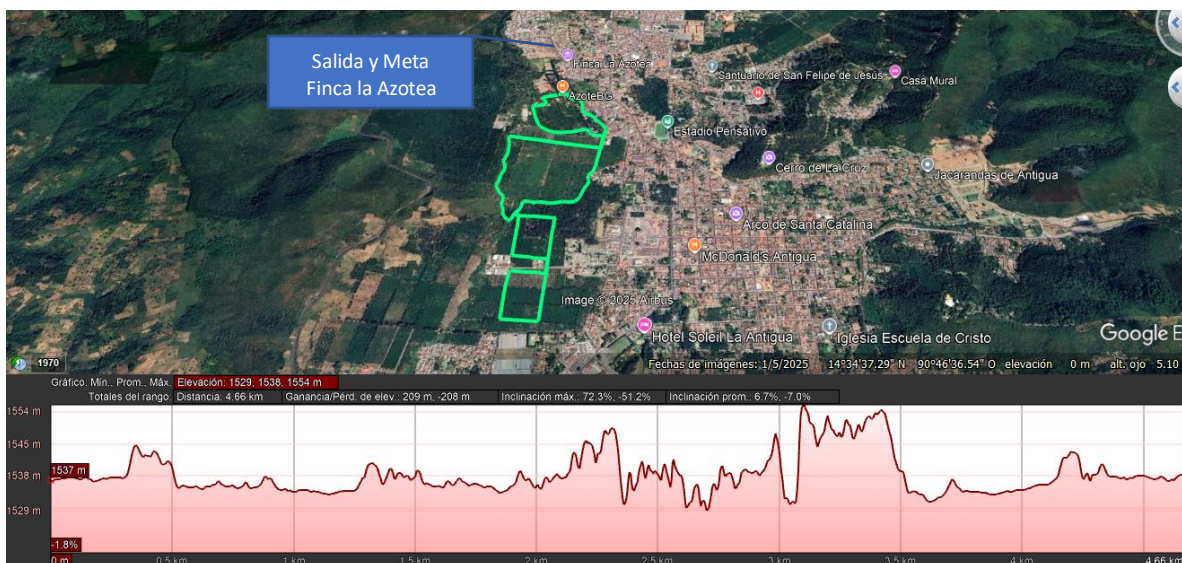 Salida y Meta
Finca la Azotea
Finca La Azotea
AzoteBG
Santuario de San Felipe de Jesús
Casa Mural
Estadio Pensativo
Cerro de La Cruz
Jacarandas de Antigua
Arco de Santa Catalina
McDonald's Antigua
Image © 2025 Airbus
Hotel Soleil La Antigua
Iglesia Escuela de Cristo
Google E
1970
Fechas de imágenes: 1/5/2025 14°34'37.29" N 90°46'36.54" O elevación 0 m alt. ojo 5.10
Gráfico: Mín., Prom., Máx. Elevación: 1529, 1538, 1554 m
Totales del rango: Distancia: 4.66 km Ganancia/Pérd. de elev.: 209 m, -208 m Inclinación máx.: 72.3%, -51.2% Inclinación prom.: 6.7%, -7.0%
1554 m
1545 m
1538 m
1537 m
1529 m
-1.8%
0 m 0.5 km 1 km 1.5 km 2 km 2.5 km 3 km 3.5 km 4 km 4.66 km